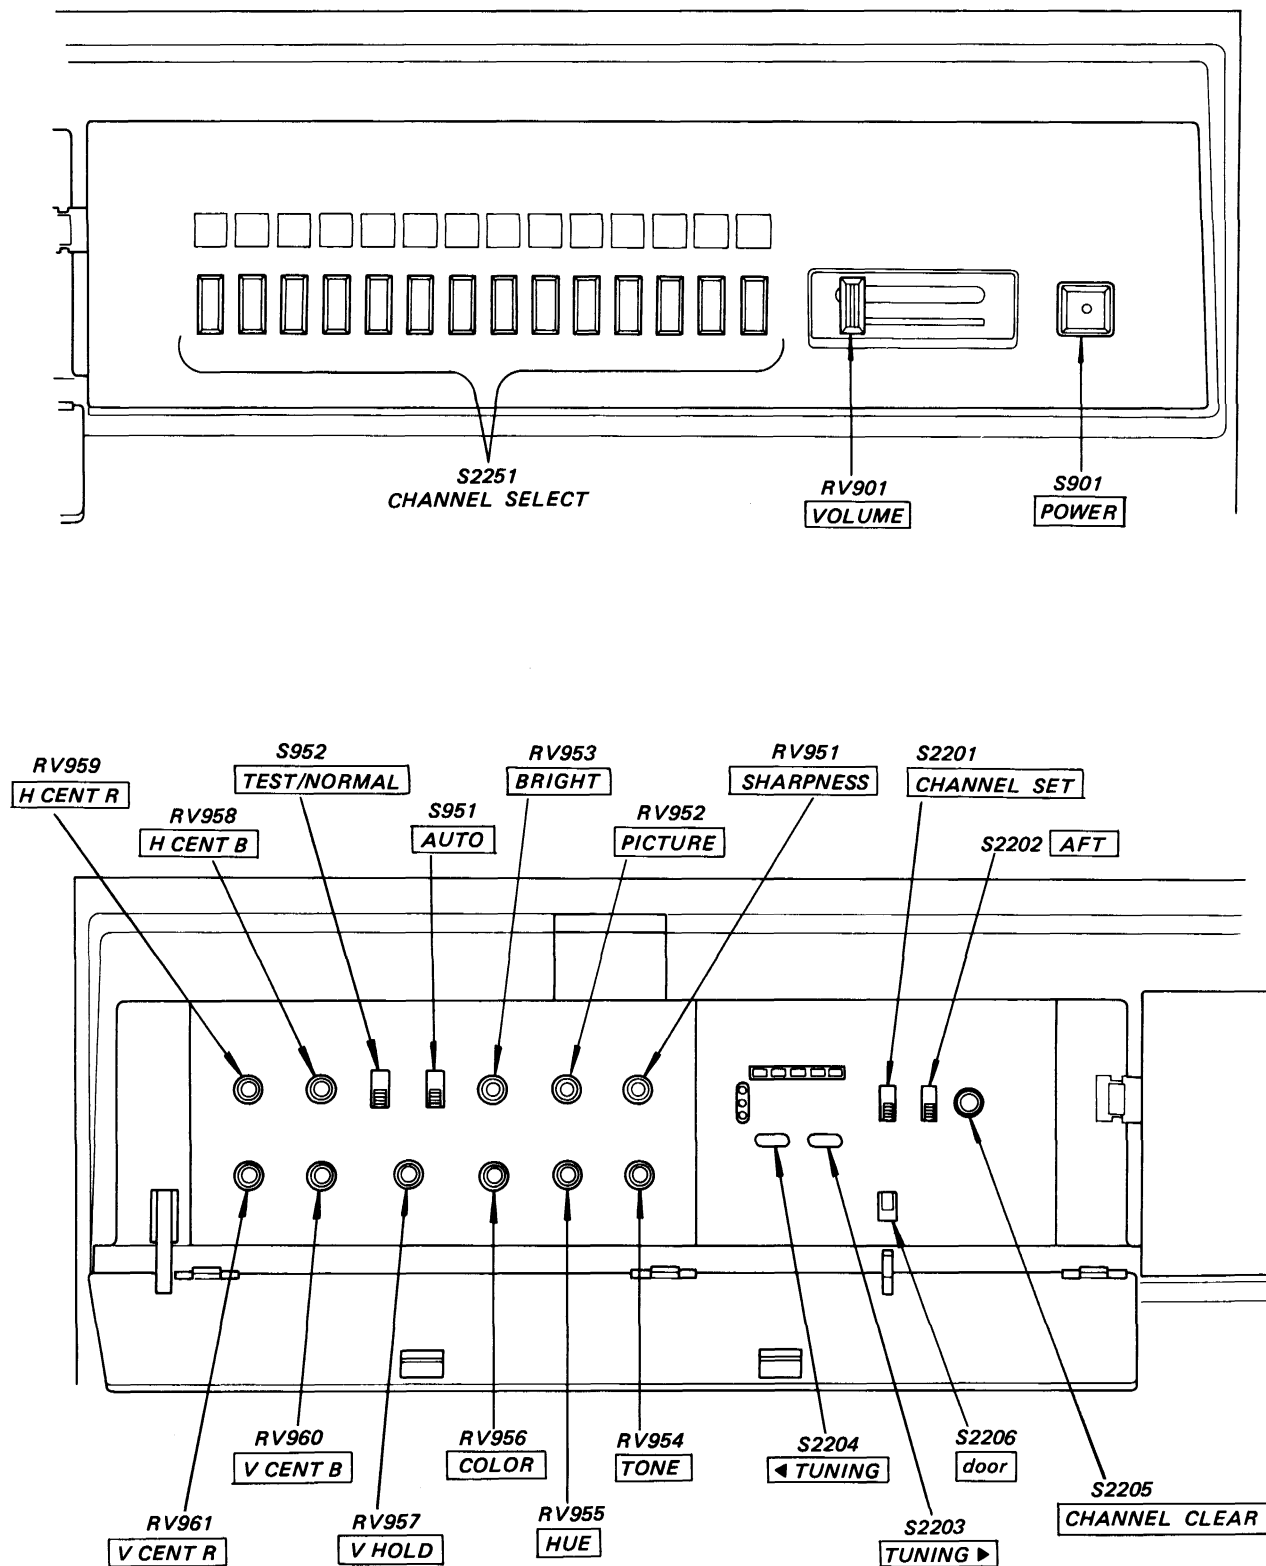 S2251
CHANNEL SELECT
RV901
VOLUME
S901
POWER
RV959
H CENT R
RV958
H CENT B
S952
TEST/NORMAL
S951
AUTO
RV953
BRIGHT
RV952
PICTURE
RV951
SHARPNESS
S2201
CHANNEL SET
S2202 AFT
RV961
V CENT R
RV960
V CENT B
RV957
V HOLD
RV956
COLOR
RV955
HUE
RV954
TONE
S2204
◀ TUNING
S2203
TUNING ▶
S2206
door
S2205
CHANNEL CLEAR